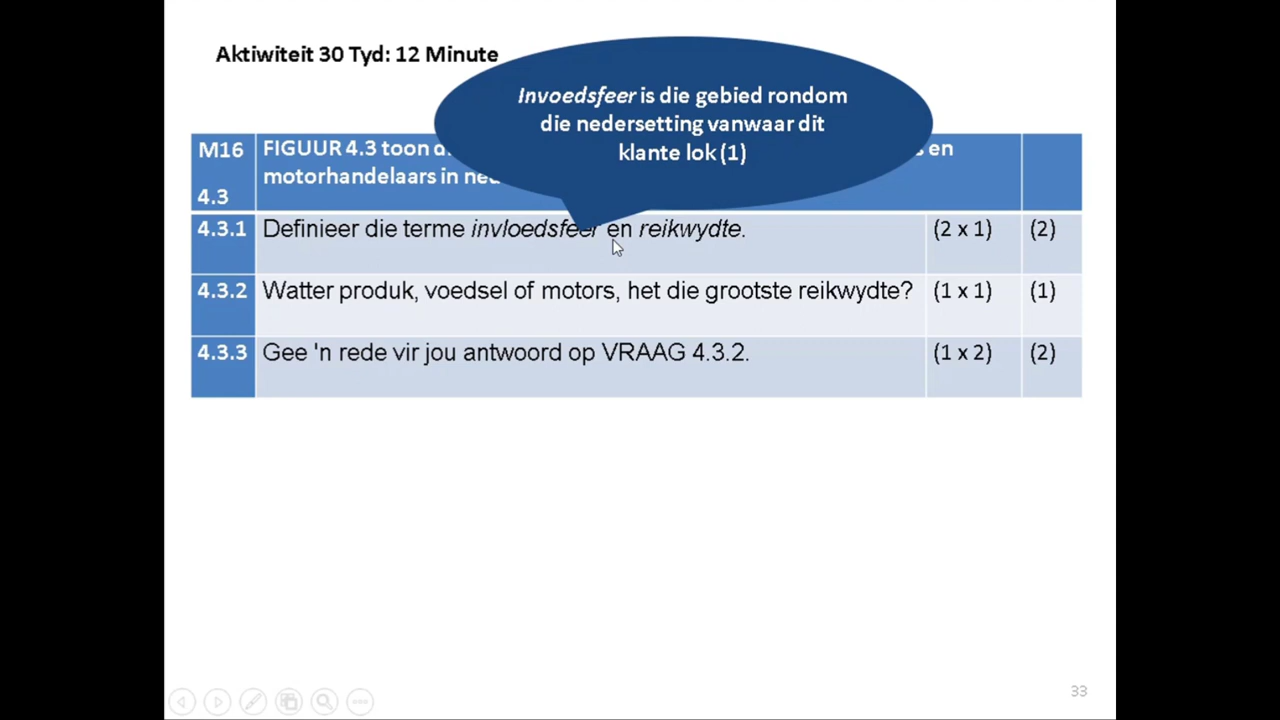 Aktiwiteit 30 Tyd: 12 Minute
Invoedsfeer is die gebied rondom
die nedersetting vanwaar dit
klante lok (1)
M16
4.3
FIGUUR 4.3 toon en
motorhandelaars in
4.3.1 Definieer die terme invloedsfeer en reikwydte. (2 x 1) (2)
4.3.2 Watter produk, voedsel of motors, het die grootste reikwydte? (1 x 1) (1)
4.3.3 Gee 'n rede vir jou antwoord op VRAAG 4.3.2. (1 x 2) (2)
33